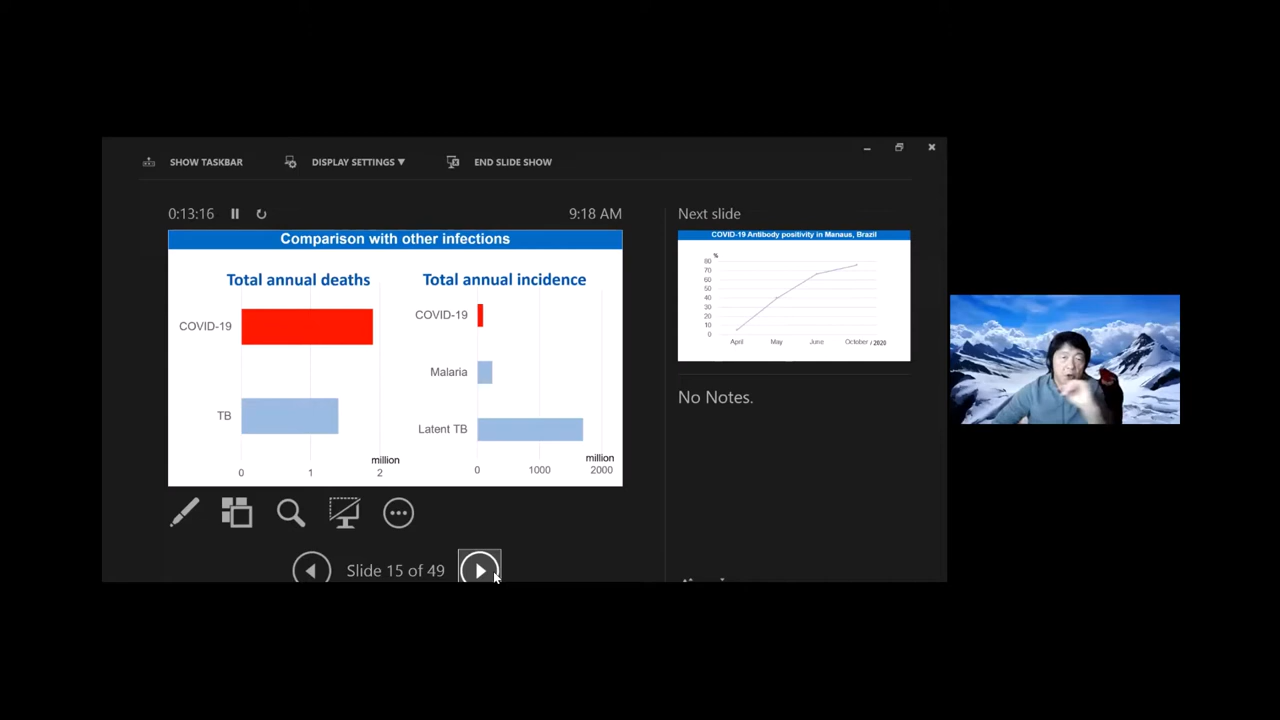 SHOW TASKBAR DISPLAY SETTINGS ▼ END SLIDE SHOW
0:13:16 9:18 AM
Comparison with other infections
Total annual deaths
COVID-19
TB
million
0 1 2
Total annual incidence
COVID-19
Malaria
Latent TB
million
0 1000 2000
Slide 15 of 49
Next slide
COVID-19 Antibody positivity in Manaus, Brazil
%
80
70
60
50
40
30
20
10
0
April May June October / 2020
No Notes.